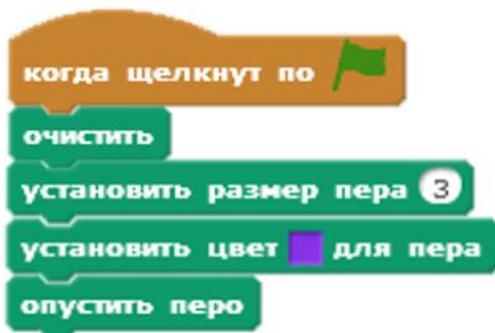 когда щелкнут по
очистить
установить размер пера 3
установить цвет для пера
опустить перо